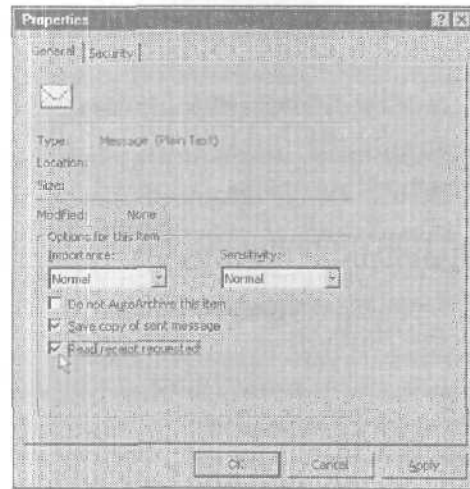 Properties
General Security
Type: Message (Plain Text)
Location:
Size:
Modified: None
Options for this item
Importance: Sensitivity:
Normal Normal
Do not AutoArchive this item
Save copy of sent message
Read receipt requested
OK Cancel Apply